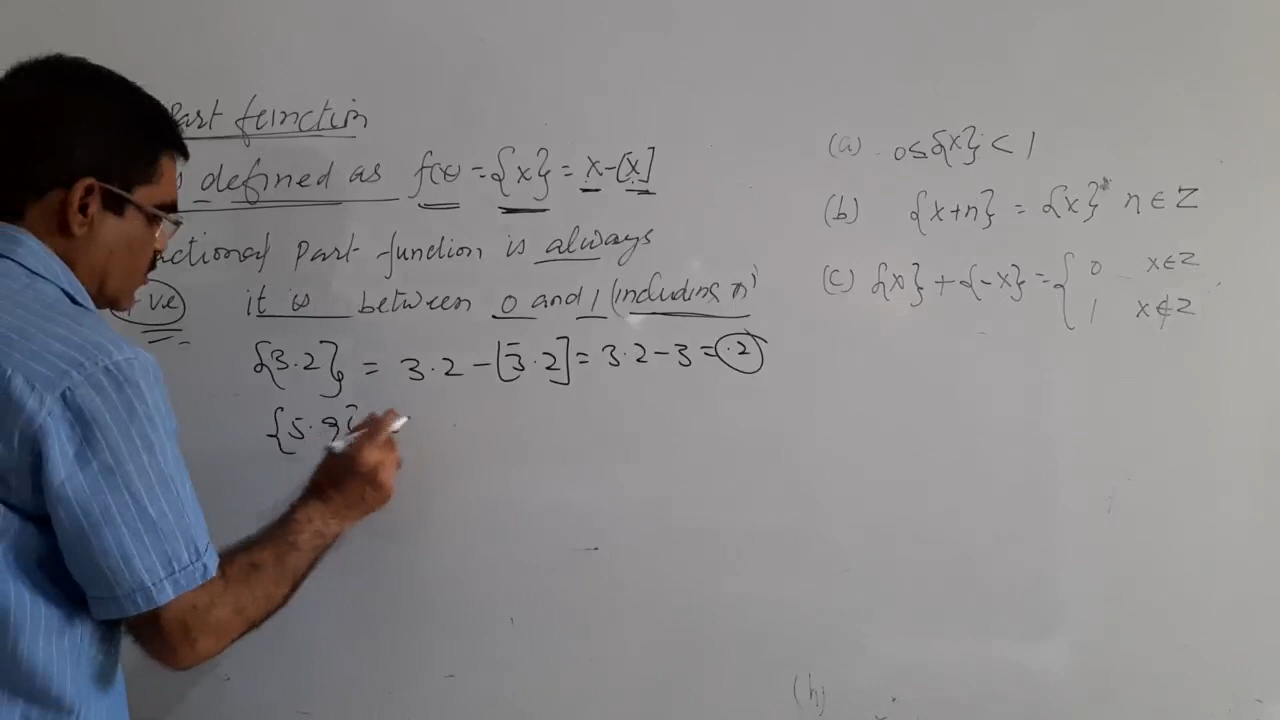 Part function
defined as f(x) = {x} = x-[x]
actional part function is always
+ve it is between 0 and 1 (including 'n')
{3.2} = 3.2 - [3.2] = 3.2 - 3 = .2
{5.9} =
(a) 0 ≤ {x} < 1
(b) {x+n} = {x} n ∈ Z
(c) {x} + {-x} = { 0 x ∈ Z
1 x ∉ Z
(h)